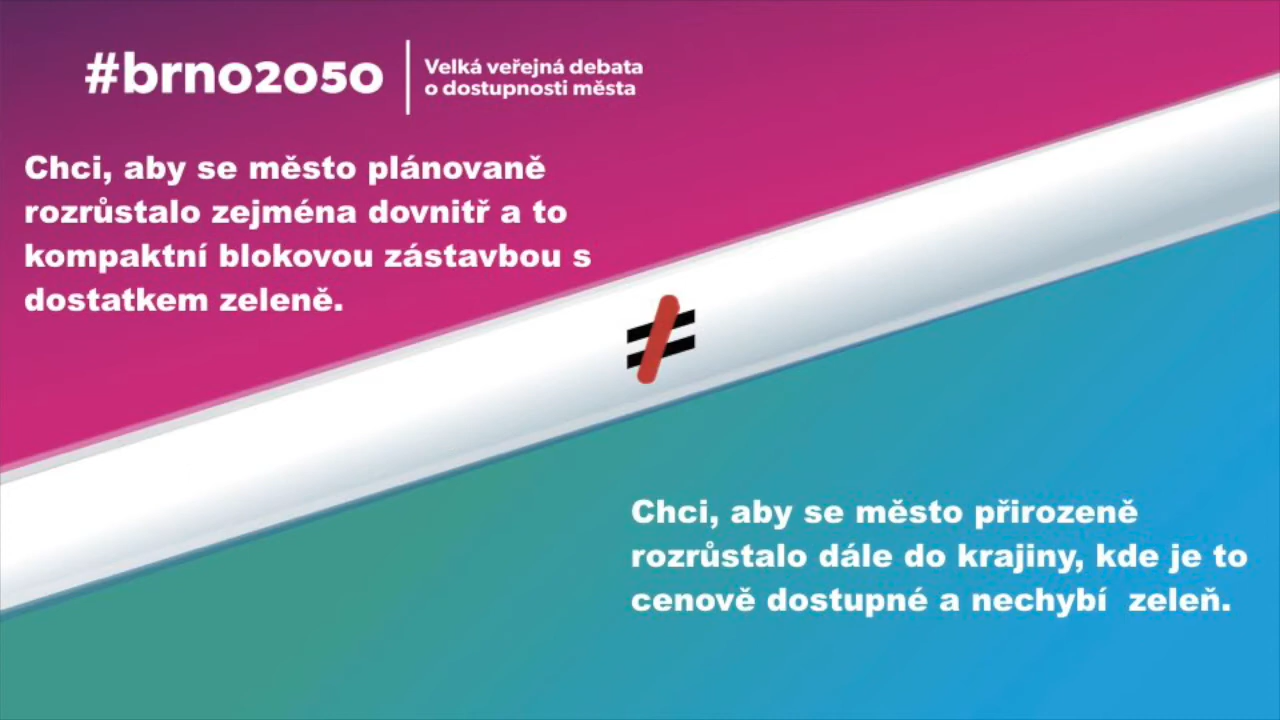 #brno2050
Velká veřejná debata
o dostupnosti města
Chci, aby se město plánovaně
rozrůstalo zejména dovnitř a to
kompaktní blokovou zástavbou s
dostatkem zeleně.
≠
Chci, aby se město přirozeně
rozrůstalo dále do krajiny, kde je to
cenově dostupné a nechybí  zeleň.